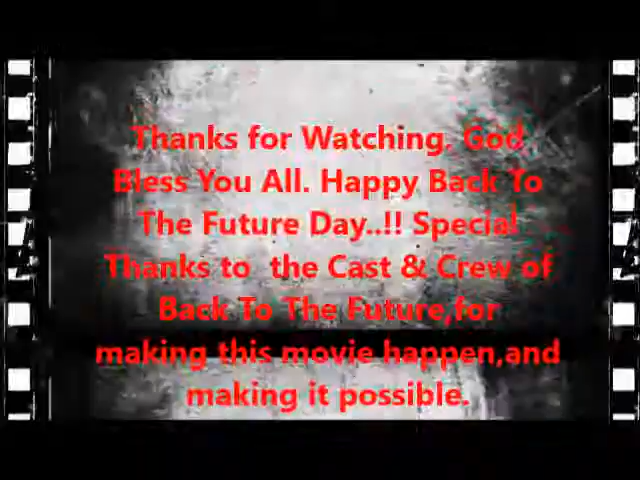 Thanks for Watching. God
Bless You All. Happy Back To
The Future Day..!! Special
Thanks to  the Cast & Crew of
Back To The Future,for
making this movie happen,and
making it possible.